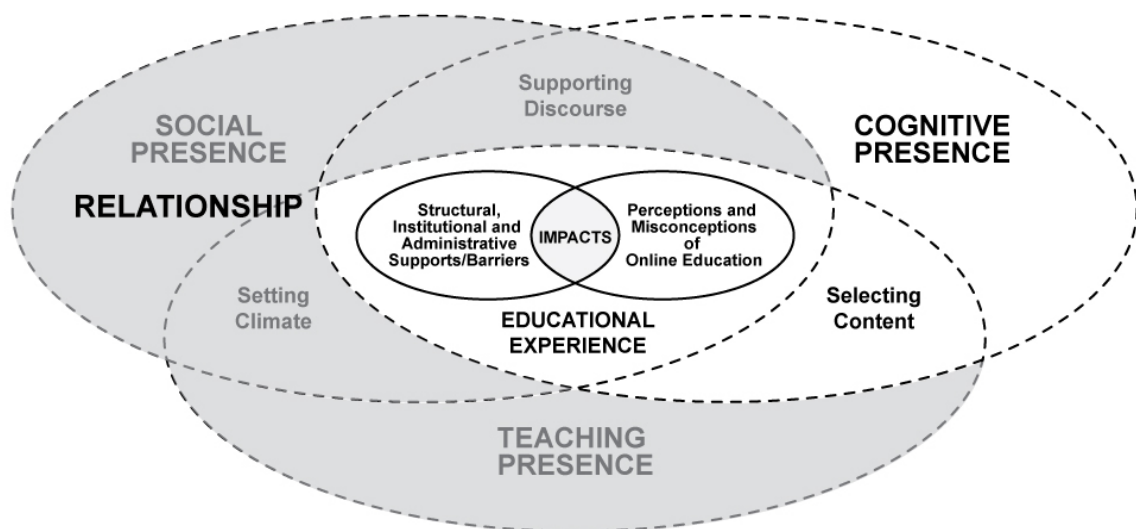 Supporting
Discourse
SOCIAL
PRESENCE
COGNITIVE
PRESENCE
RELATIONSHIP
Structural,
Institutional and
Administrative
Supports/Barriers
IMPACTS
Perceptions and
Misconceptions
of
Online Education
Setting
Climate
Selecting
Content
EDUCATIONAL
EXPERIENCE
TEACHING
PRESENCE